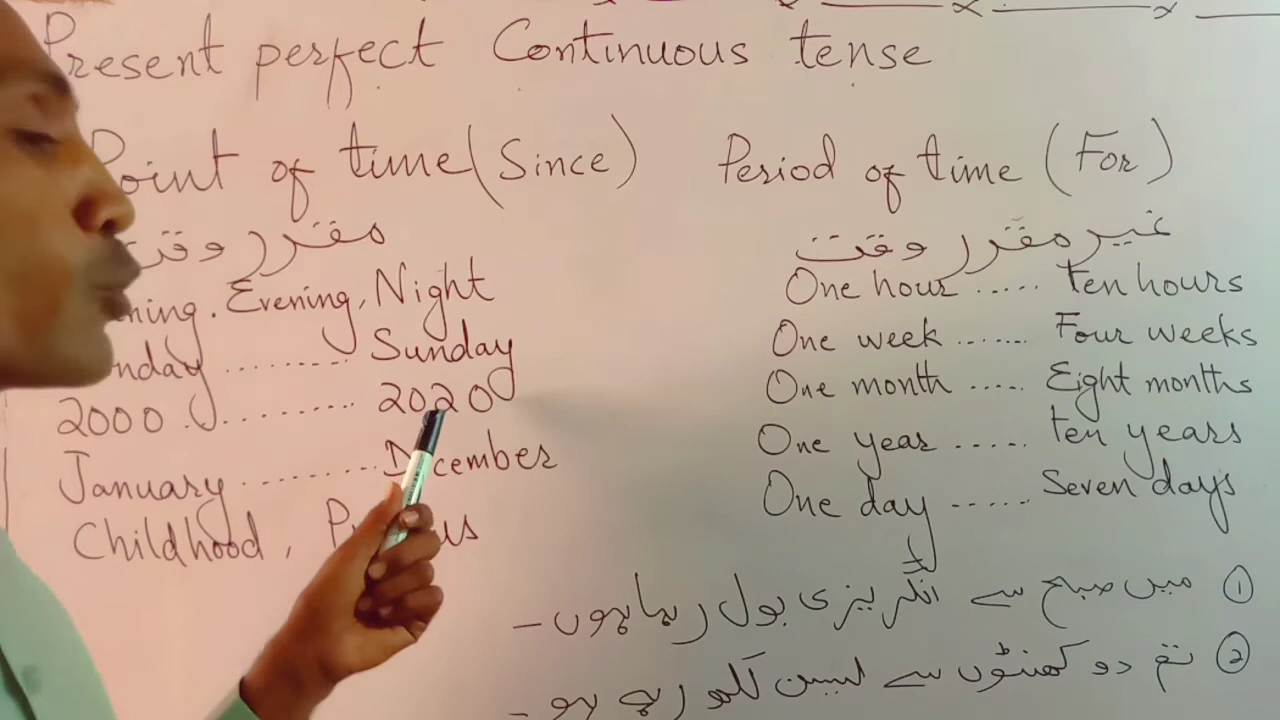 Present perfect Continuous tense
Point of time (Since)
مقرر وقت
Evening, Night
Sunday
2000 ......... 2020
January ......... December
Childhood,
Period of time (For)
غیر مقرر وقت
One hour ..... Ten hours
One week ...... Four weeks
One month ..... Eight months
One year ...... ten years
One day ...... Seven days
① میں صبح سے انگریزی بول رہا ہوں -
② تم دو گھنٹوں سے لیسن لکھ رہے ہو -